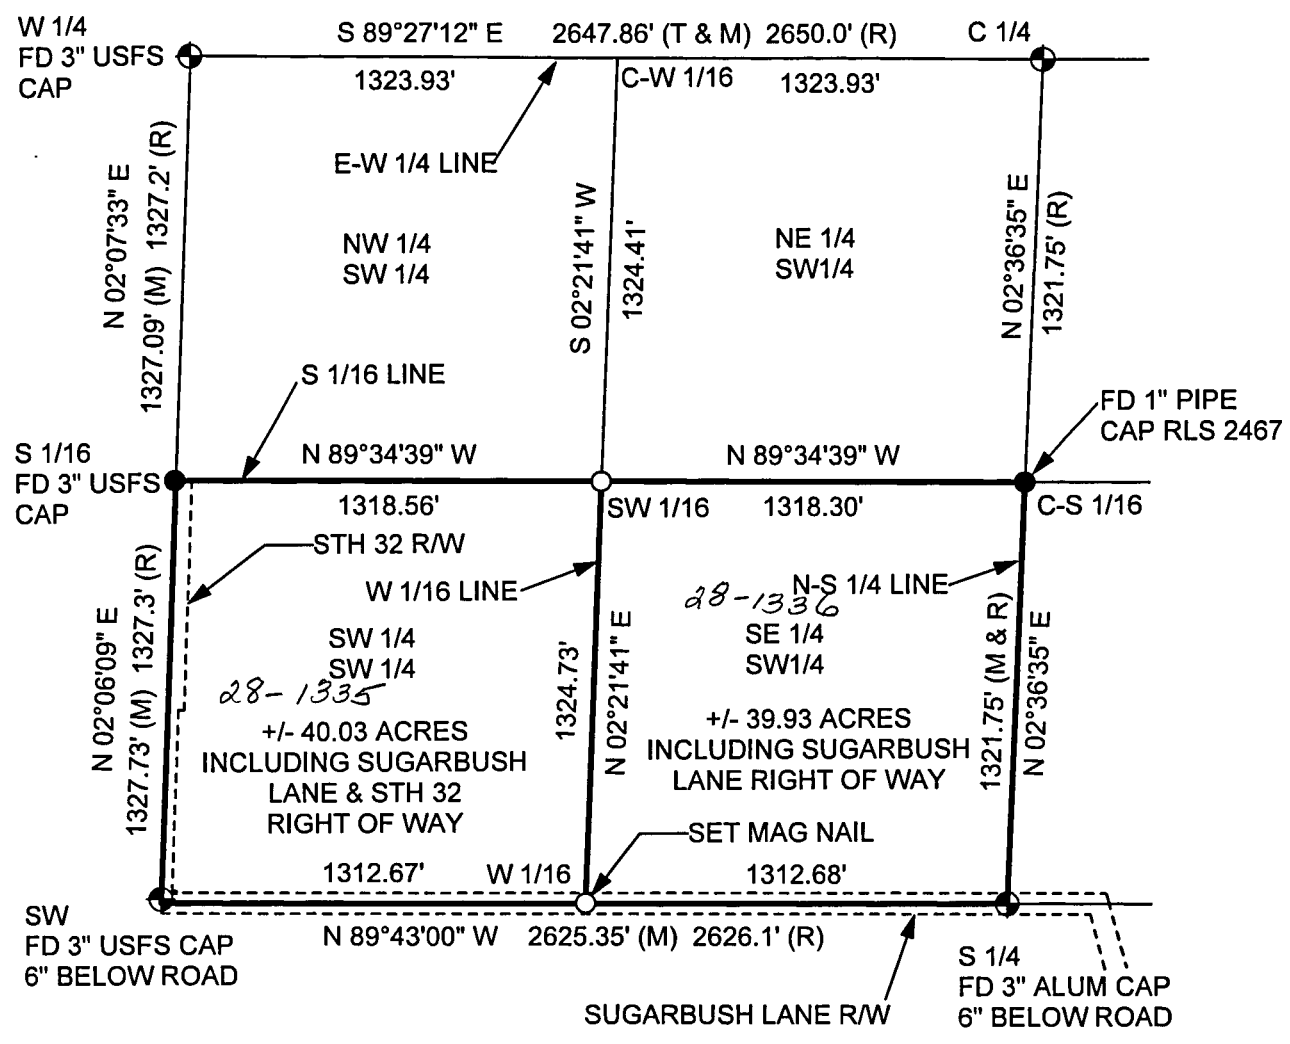 W 1/4
FD 3" USFS
CAP
S 89°27'12" E 2647.86' (T & M) 2650.0' (R)
C 1/4
1323.93'
C-W 1/16
1323.93'
E-W 1/4 LINE
N 02°07'33" E
1327.09' (M) 1327.2' (R)
NW 1/4
SW 1/4
S 02°21'41" W
1324.41'
NE 1/4
SW1/4
N 02°36'35" E
1321.75' (R)
S 1/16 LINE
FD 1" PIPE
CAP RLS 2467
S 1/16
FD 3" USFS
CAP
N 89°34'39" W
N 89°34'39" W
1318.56'
SW 1/16
1318.30'
C-S 1/16
STH 32 R/W
W 1/16 LINE
N-S 1/4 LINE
28-1336
N 02°06'09" E
1327.73' (M) 1327.3' (R)
SW 1/4
SW 1/4
28-1335
+/- 40.03 ACRES
INCLUDING SUGARBUSH
LANE & STH 32
RIGHT OF WAY
1324.73'
N 02°21'41" E
SE 1/4
SW1/4
+/- 39.93 ACRES
INCLUDING SUGARBUSH
LANE RIGHT OF WAY
1321.75' (M & R)
N 02°36'35" E
SET MAG NAIL
1312.67'
W 1/16
1312.68'
SW
FD 3" USFS CAP
6" BELOW ROAD
N 89°43'00" W 2625.35' (M) 2626.1' (R)
S 1/4
FD 3" ALUM CAP
6" BELOW ROAD
SUGARBUSH LANE R/W